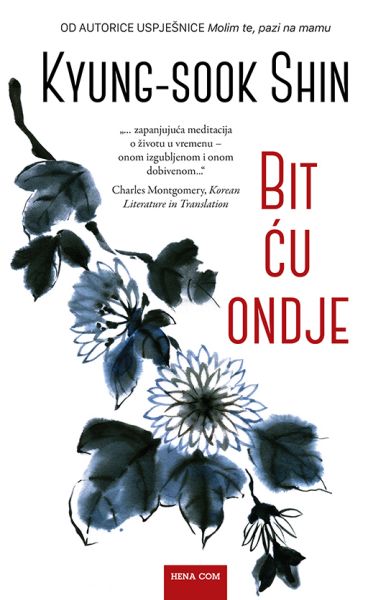 OD AUTORICE USPJEŠNICE Molim te, pazi na mamu
KYUNG-SOOK SHIN
„... zapanjujuća meditacija
o životu u vremenu –
onom izgubljenom i onom
dobivenom...“
Charles Montgomery, Korean
Literature in Translation
BIT
ĆU
ONDJE
HENA COM